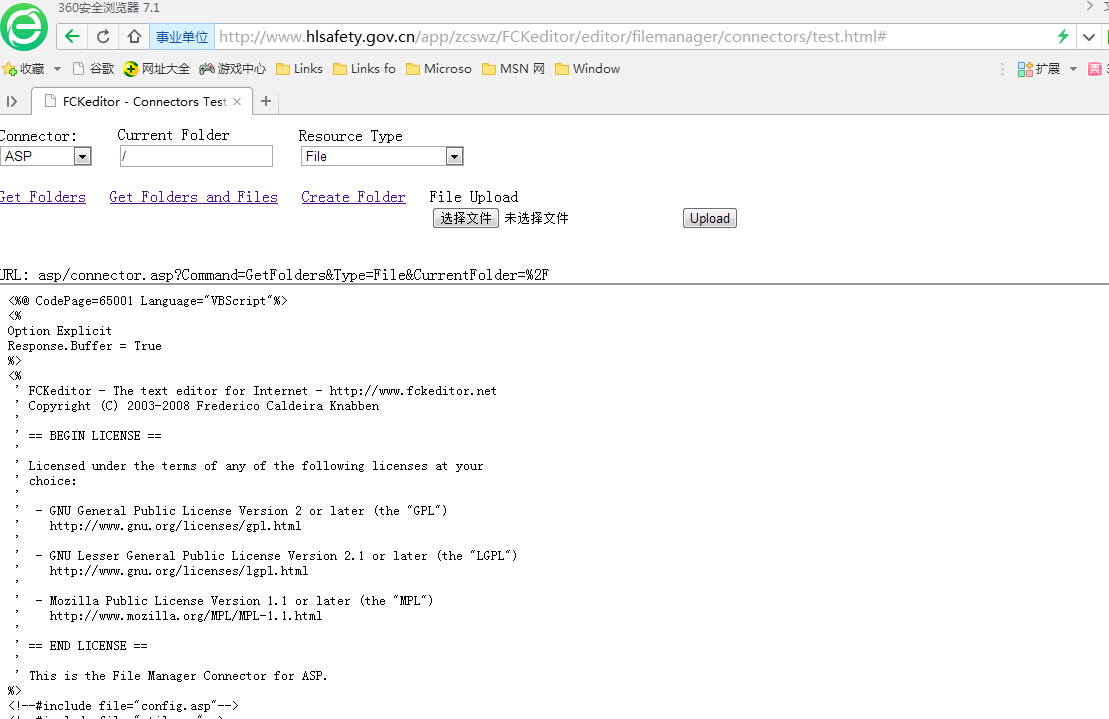 360安全浏览器 7.1
事业单位 http://www.hlsafety.gov.cn/app/zcswz/FCKeditor/editor/filemanager/connectors/test.html#
收藏 谷歌 网址大全 游戏中心 Links Links fo Microso MSN 网 Window 扩展
FCKeditor - Connectors Test
Connector: Current Folder Resource Type
ASP / File
Get Folders Get Folders and Files Create Folder File Upload
选择文件 未选择文件 Upload
URL: asp/connector.asp?Command=GetFolders&Type=File&CurrentFolder=%2F
<%@ CodePage=65001 Language="VBScript"%>
<%
Option Explicit
Response.Buffer = True
%>
<%
' FCKeditor - The text editor for Internet - http://www.fckeditor.net
' Copyright (C) 2003-2008 Frederico Caldeira Knabben
'
' == BEGIN LICENSE ==
'
' Licensed under the terms of any of the following licenses at your
' choice:
'
' - GNU General Public License Version 2 or later (the "GPL")
' http://www.gnu.org/licenses/gpl.html
'
' - GNU Lesser General Public License Version 2.1 or later (the "LGPL")
' http://www.gnu.org/licenses/lgpl.html
'
' - Mozilla Public License Version 1.1 or later (the "MPL")
' http://www.mozilla.org/MPL/MPL-1.1.html
'
' == END LICENSE ==
'
' This is the File Manager Connector for ASP.
%>
<!--#include file="config.asp"-->